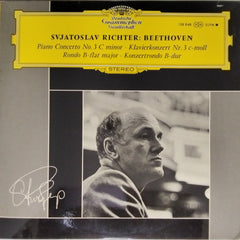 Deutsche
Grammophon
Gesellschaft
SVJATOSLAV RICHTER: BEETHOVEN
Piano Concerto No. 3 C minor · Klavierkonzert Nr. 3 c-moll
Rondo B-flat major · Konzertrondo B-dur
STEREO